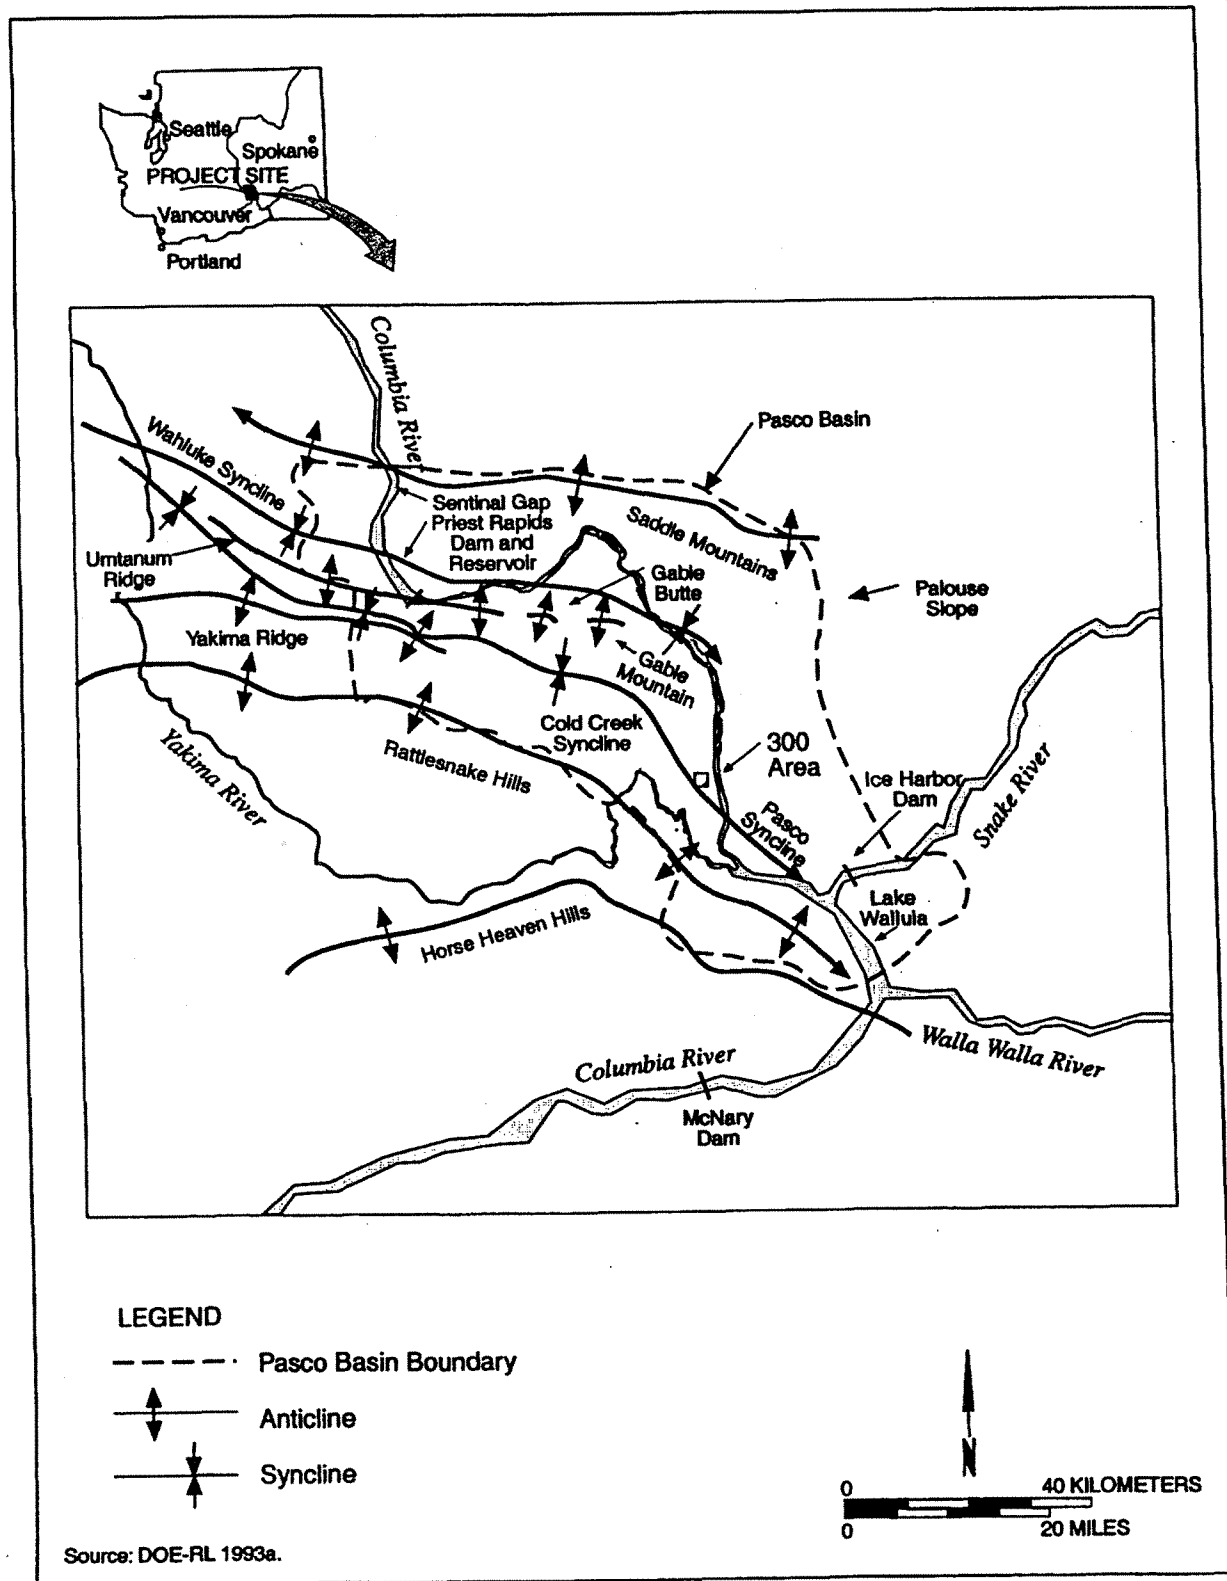 Seattle
Spokane
PROJECT SITE
Vancouver
Portland
Columbia River
Pasco Basin
Wahluke Syncline
Sentinal Gap
Priest Rapids
Dam and
Reservoir
Saddle Mountains
Umtanum
Ridge
Gable
Butte
Palouse
Slope
Yakima Ridge
Gable
Mountain
Cold Creek
Syncline
300
Area
Yakima River
Rattlesnake Hills
Ice Harbor
Dam
Snake River
Pasco
Syncline
Lake
Wallula
Horse Heaven Hills
Walla Walla River
Columbia River
McNary
Dam
LEGEND
Pasco Basin Boundary
Anticline
Syncline
N
0 40 KILOMETERS
0 20 MILES
Source: DOE-RL 1993a.